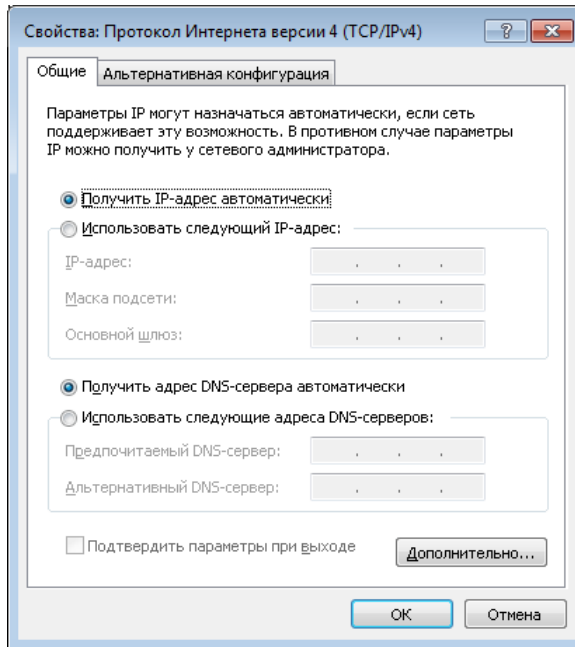 Свойства: Протокол Интернета версии 4 (TCP/IPv4)
Общие
Альтернативная конфигурация
Параметры IP могут назначаться автоматически, если сеть
поддерживает эту возможность. В противном случае параметры
IP можно получить у сетевого администратора.
Получить IP-адрес автоматически
Использовать следующий IP-адрес:
IP-адрес:
Маска подсети:
Основной шлюз:
Получить адрес DNS-сервера автоматически
Использовать следующие адреса DNS-серверов:
Предпочитаемый DNS-сервер:
Альтернативный DNS-сервер:
Подтвердить параметры при выходе
Дополнительно...
ОК
Отмена